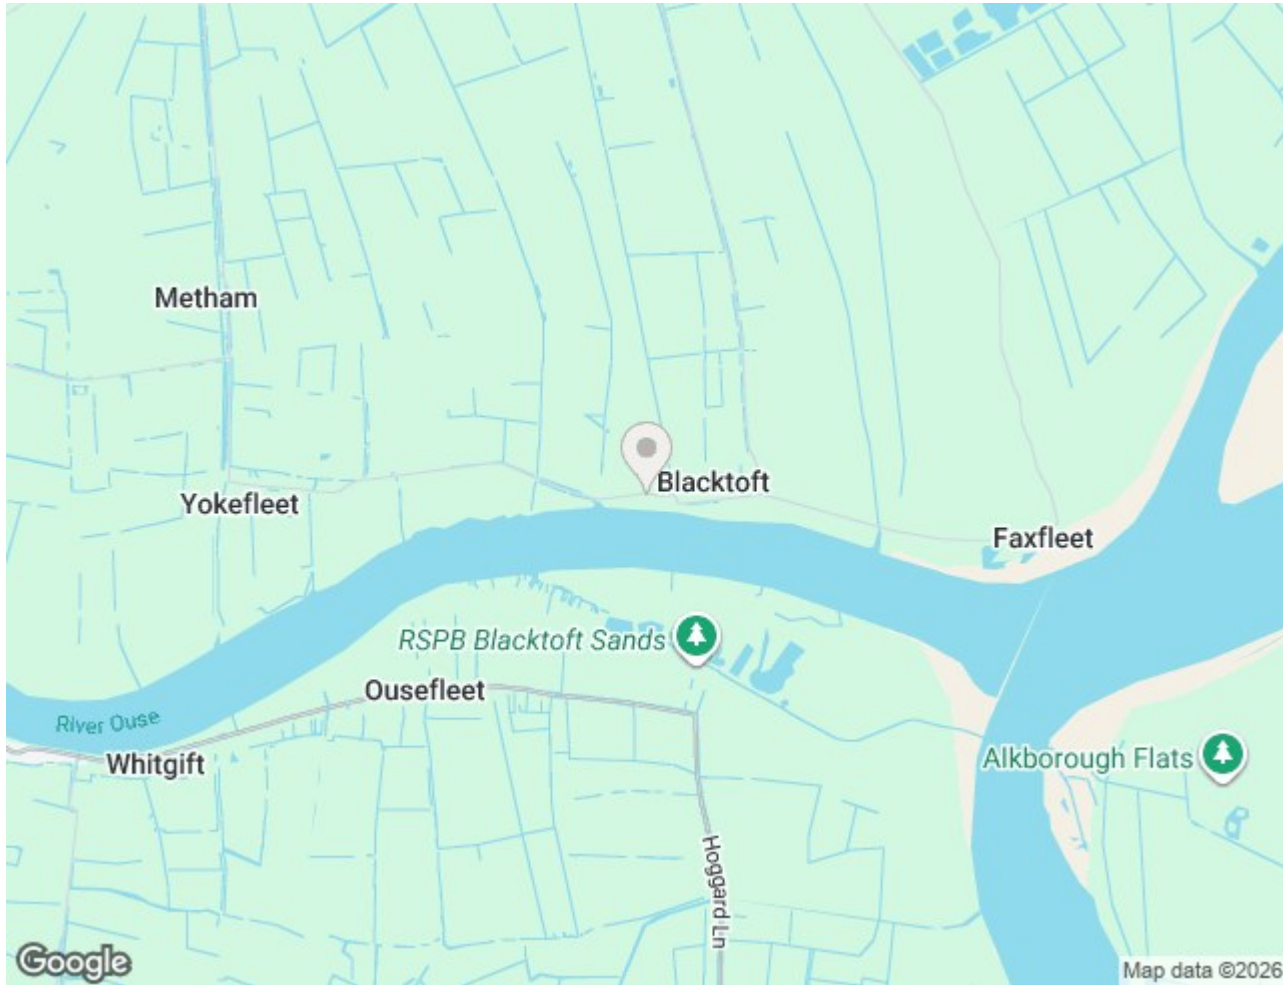 Metham
Blacktoft
Yokefleet
Faxfleet
RSPB Blacktoft Sands
Ousefleet
River Ouse
Whitgift
Alkborough Flats
Hoggard Ln
Google
Map data ©2026